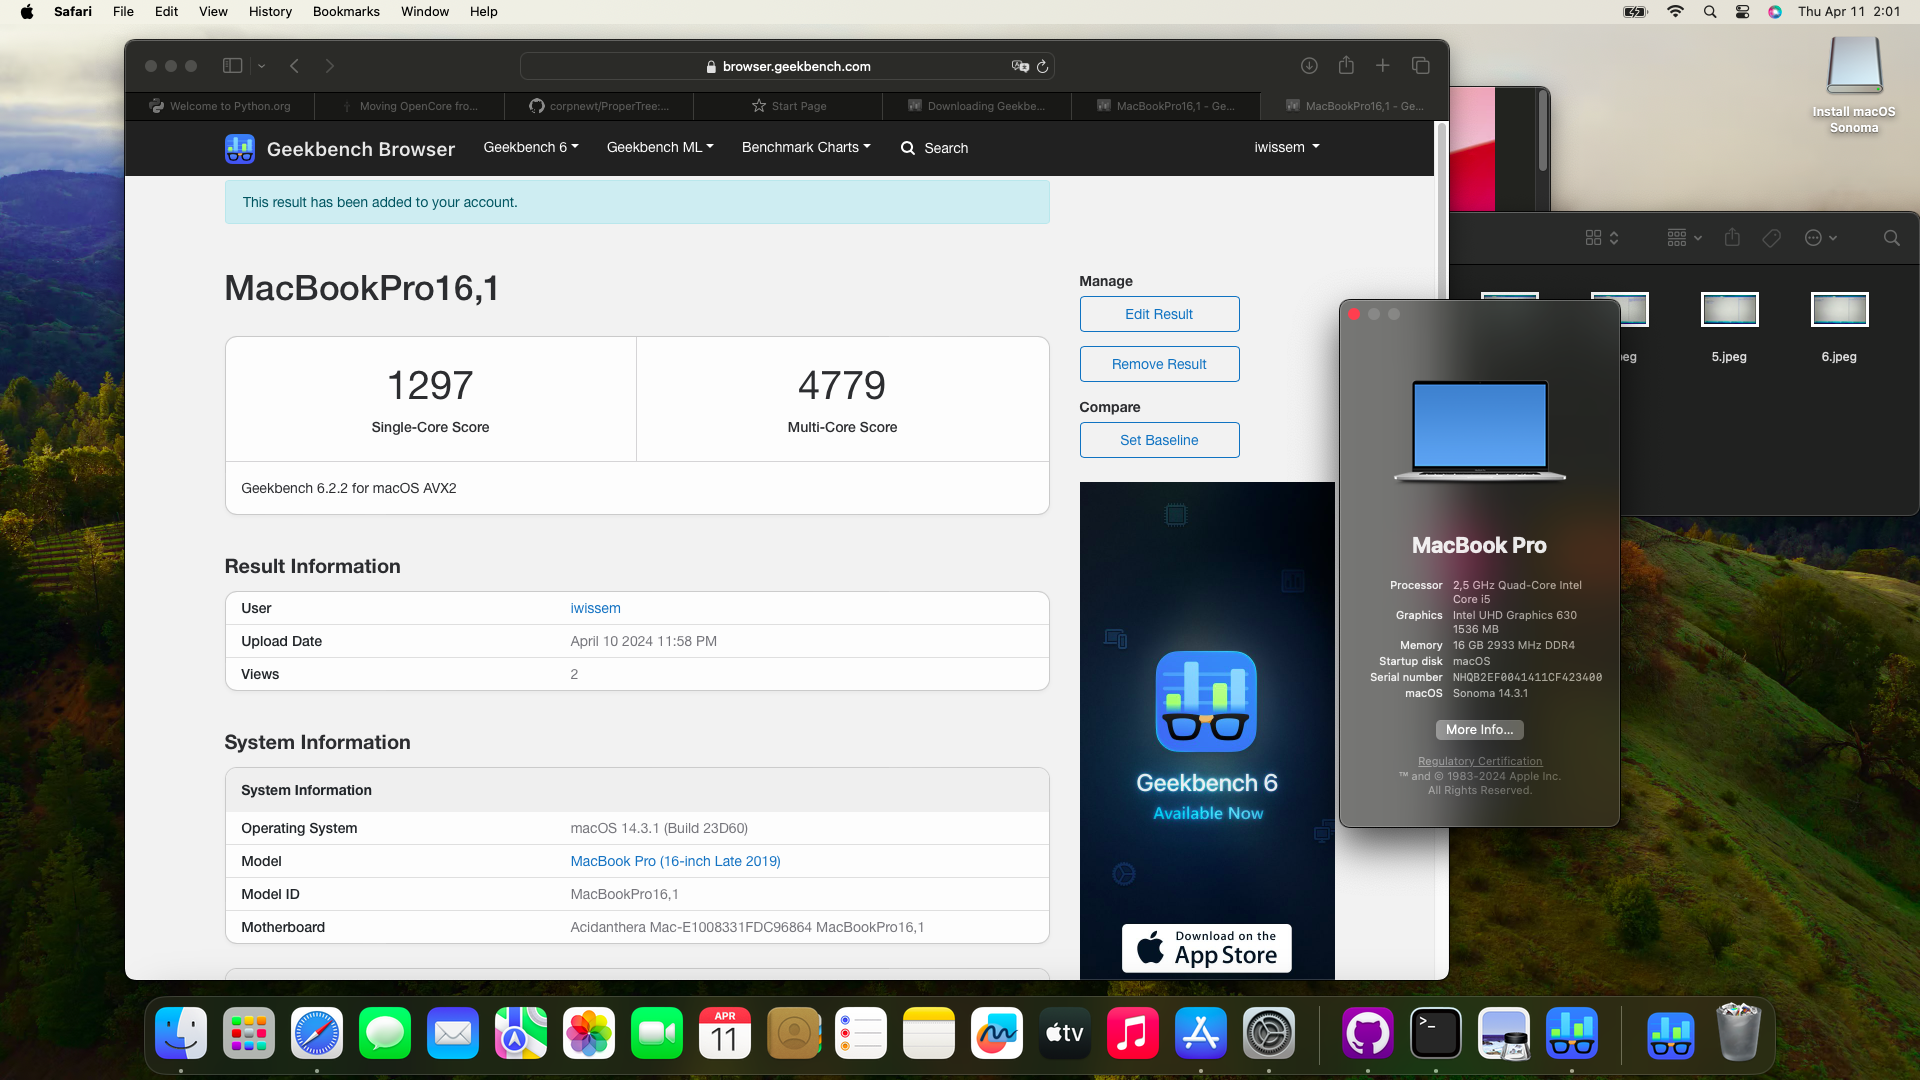 Safari File Edit View History Bookmarks Window Help
Thu Apr 11 2:01
browser.geekbench.com
Welcome to Python.org
Moving OpenCore fro...
corpnewt/ProperTree:...
Start Page
Downloading Geekbe...
MacBookPro16,1 - Ge...
MacBookPro16,1 - Ge...
Geekbench Browser Geekbench 6 Geekbench ML Benchmark Charts Search iwissem
This result has been added to your account.
MacBookPro16,1
1297
Single-Core Score
4779
Multi-Core Score
Geekbench 6.2.2 for macOS AVX2
Result Information
User iwissem
Upload Date April 10 2024 11:58 PM
Views 2
System Information
System Information
Operating System macOS 14.3.1 (Build 23D60)
Model MacBook Pro (16-inch Late 2019)
Model ID MacBookPro16,1
Motherboard Acidanthera Mac-E1008331FDC96864 MacBookPro16,1
Manage
Edit Result
Remove Result
Compare
Set Baseline
Geekbench 6
Available Now
Download on the
App Store
Install macOS
Sonoma
5.jpeg
6.jpeg
MacBook Pro
Processor 2,5 GHz Quad-Core Intel
Core i5
Graphics Intel UHD Graphics 630
1536 MB
Memory 16 GB 2933 MHz DDR4
Startup disk macOS
Serial number NHQB2EF0041411CF423400
macOS Sonoma 14.3.1
More Info...
Regulatory Certification
™ and © 1983-2024 Apple Inc.
All Rights Reserved.
APR
11
tv